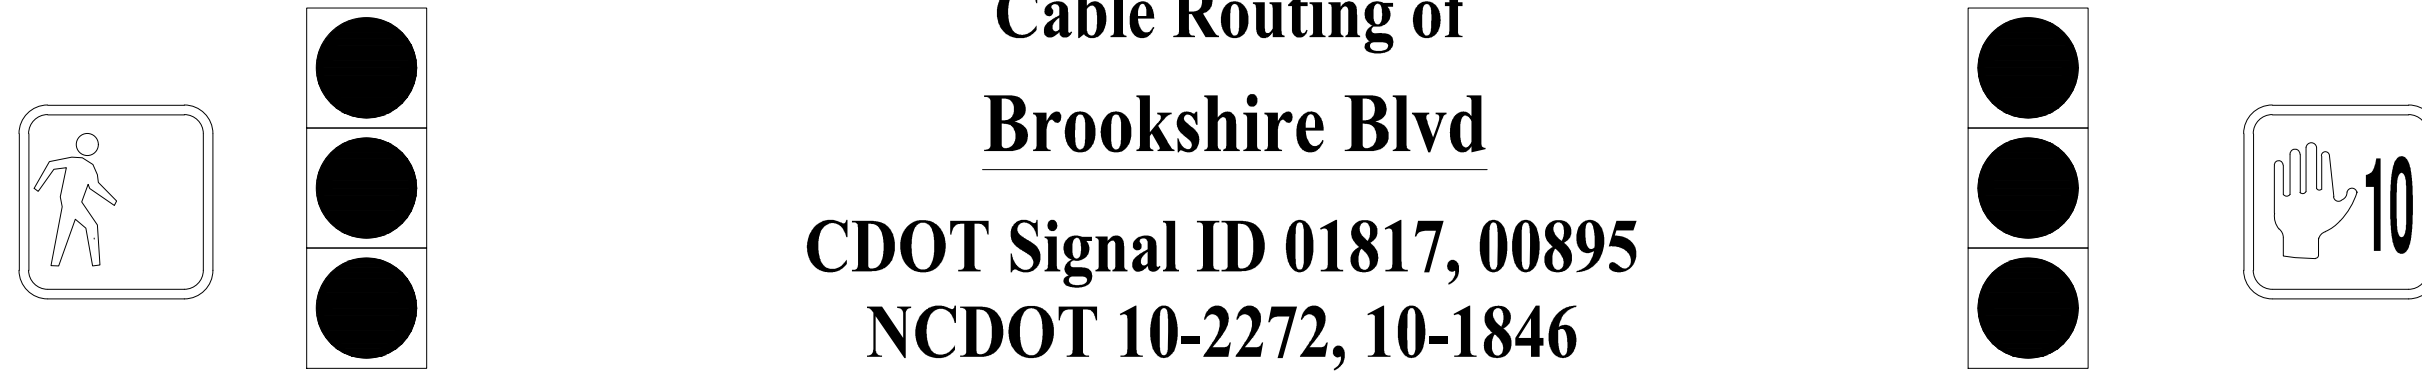 Cable Routing of
Brookshire Blvd
CDOT Signal ID 01817, 00895
NCDOT 10-2272, 10-1846
10